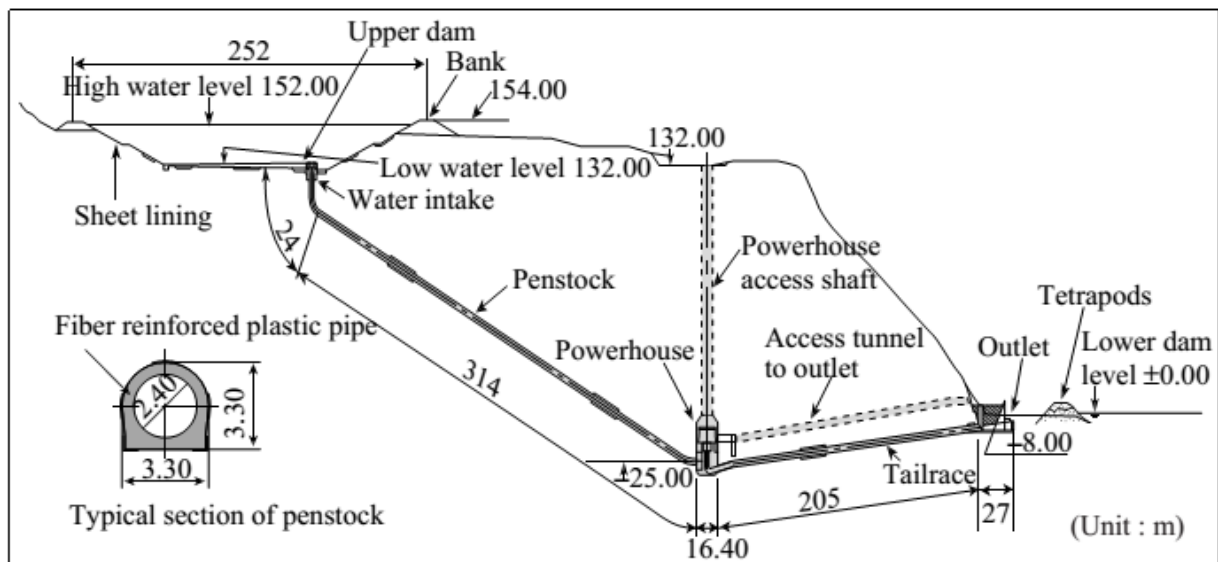 Upper dam
252
Bank
High water level 152.00
154.00
132.00
Low water level 132.00
Water intake
Sheet lining
24
Powerhouse
access shaft
Penstock
Tetrapods
Fiber reinforced plastic pipe
Powerhouse
Access tunnel
to outlet
Outlet
Lower dam
level ±0.00
2.40
3.30
314
-8.00
3.30
-25.00
Tailrace
205
27
Typical section of penstock
16.40
(Unit : m)